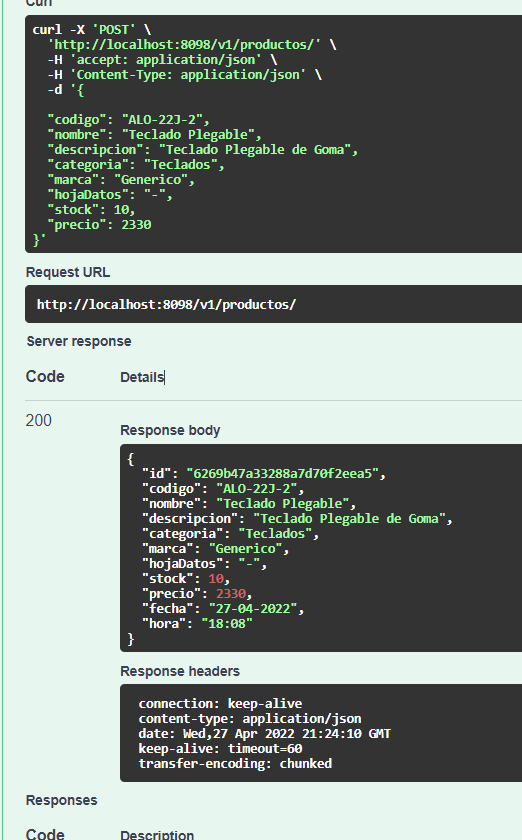 Curl
curl -X 'POST' \
'http://localhost:8098/v1/productos/' \
-H 'accept: application/json' \
-H 'Content-Type: application/json' \
-d '{
"codigo": "ALO-22J-2",
"nombre": "Teclado Plegable",
"descripcion": "Teclado Plegable de Goma",
"categoria": "Teclados",
"marca": "Generico",
"hojaDatos": "-",
"stock": 10,
"precio": 2330
}'
Request URL
http://localhost:8098/v1/productos/
Server response
Code Details
200
Response body
{
"id": "6269b47a33288a7d70f2eea5",
"codigo": "ALO-22J-2",
"nombre": "Teclado Plegable",
"descripcion": "Teclado Plegable de Goma",
"categoria": "Teclados",
"marca": "Generico",
"hojaDatos": "-",
"stock": 10,
"precio": 2330,
"fecha": "27-04-2022",
"hora": "18:08"
}
Response headers
connection: keep-alive
content-type: application/json
date: Wed,27 Apr 2022 21:24:10 GMT
keep-alive: timeout=60
transfer-encoding: chunked
Responses
Code Description